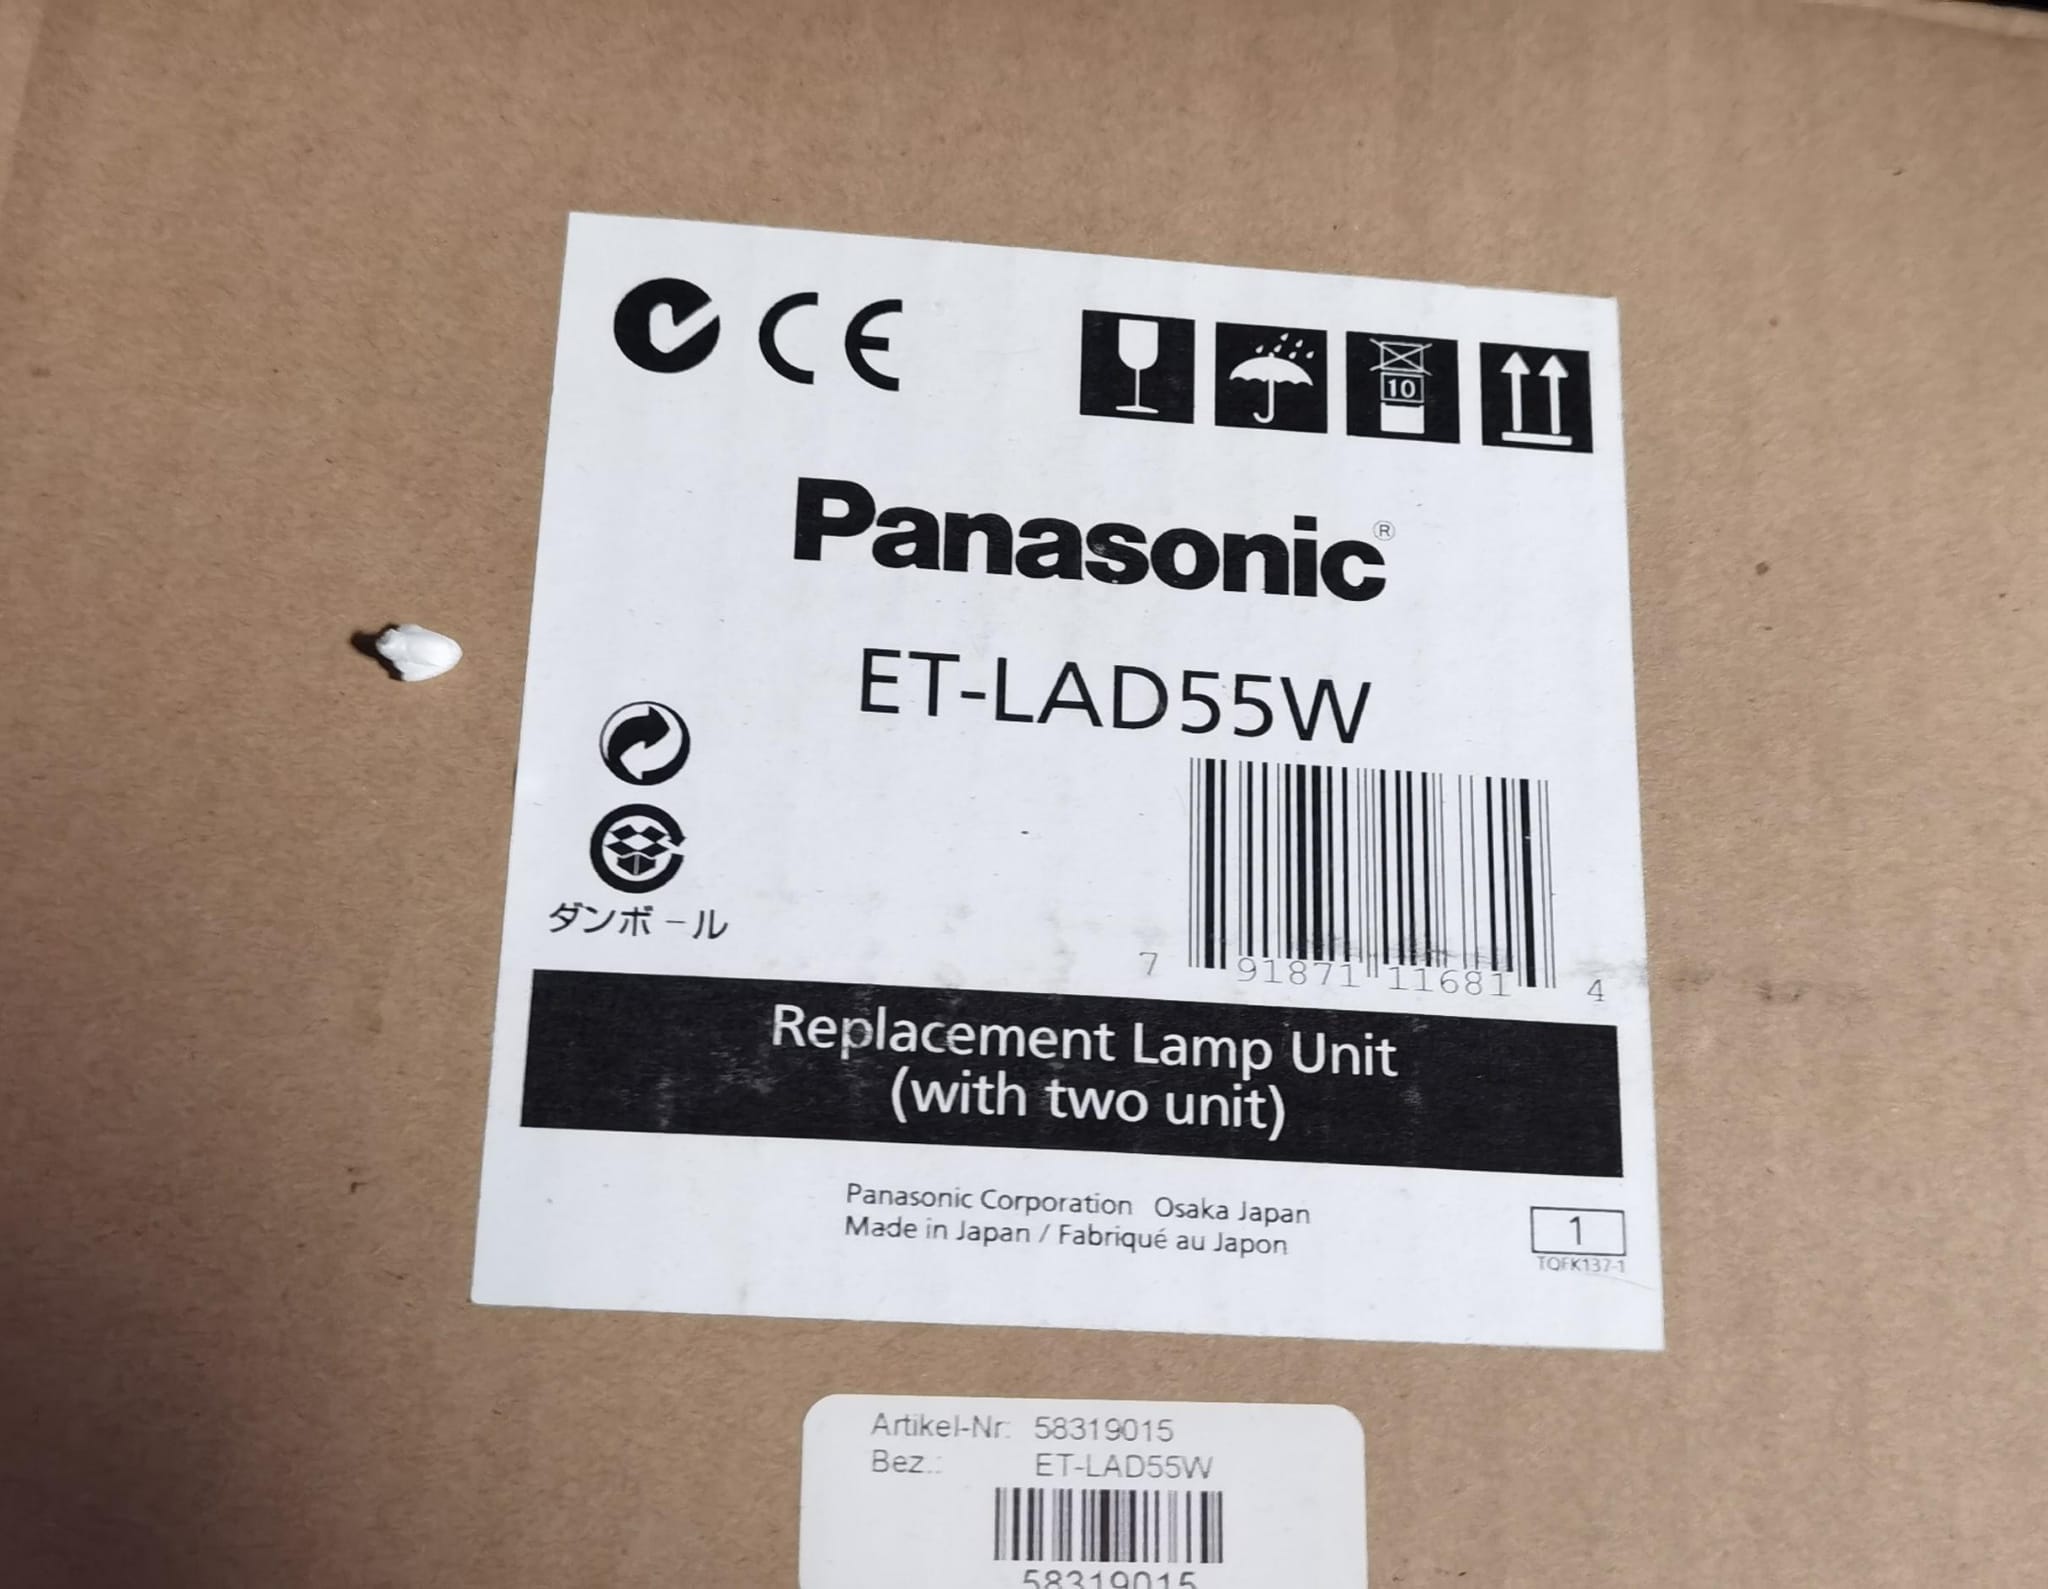 CE
10
Panasonic®
ET-LAD55W
ダンボール
7 91871 11681 4
Replacement Lamp Unit
(with two unit)
Panasonic Corporation Osaka Japan
Made in Japan / Fabriqué au Japon
1
TQFK137-1
Artikel-Nr: 58319015
Bez.: ET-LAD55W
58319015